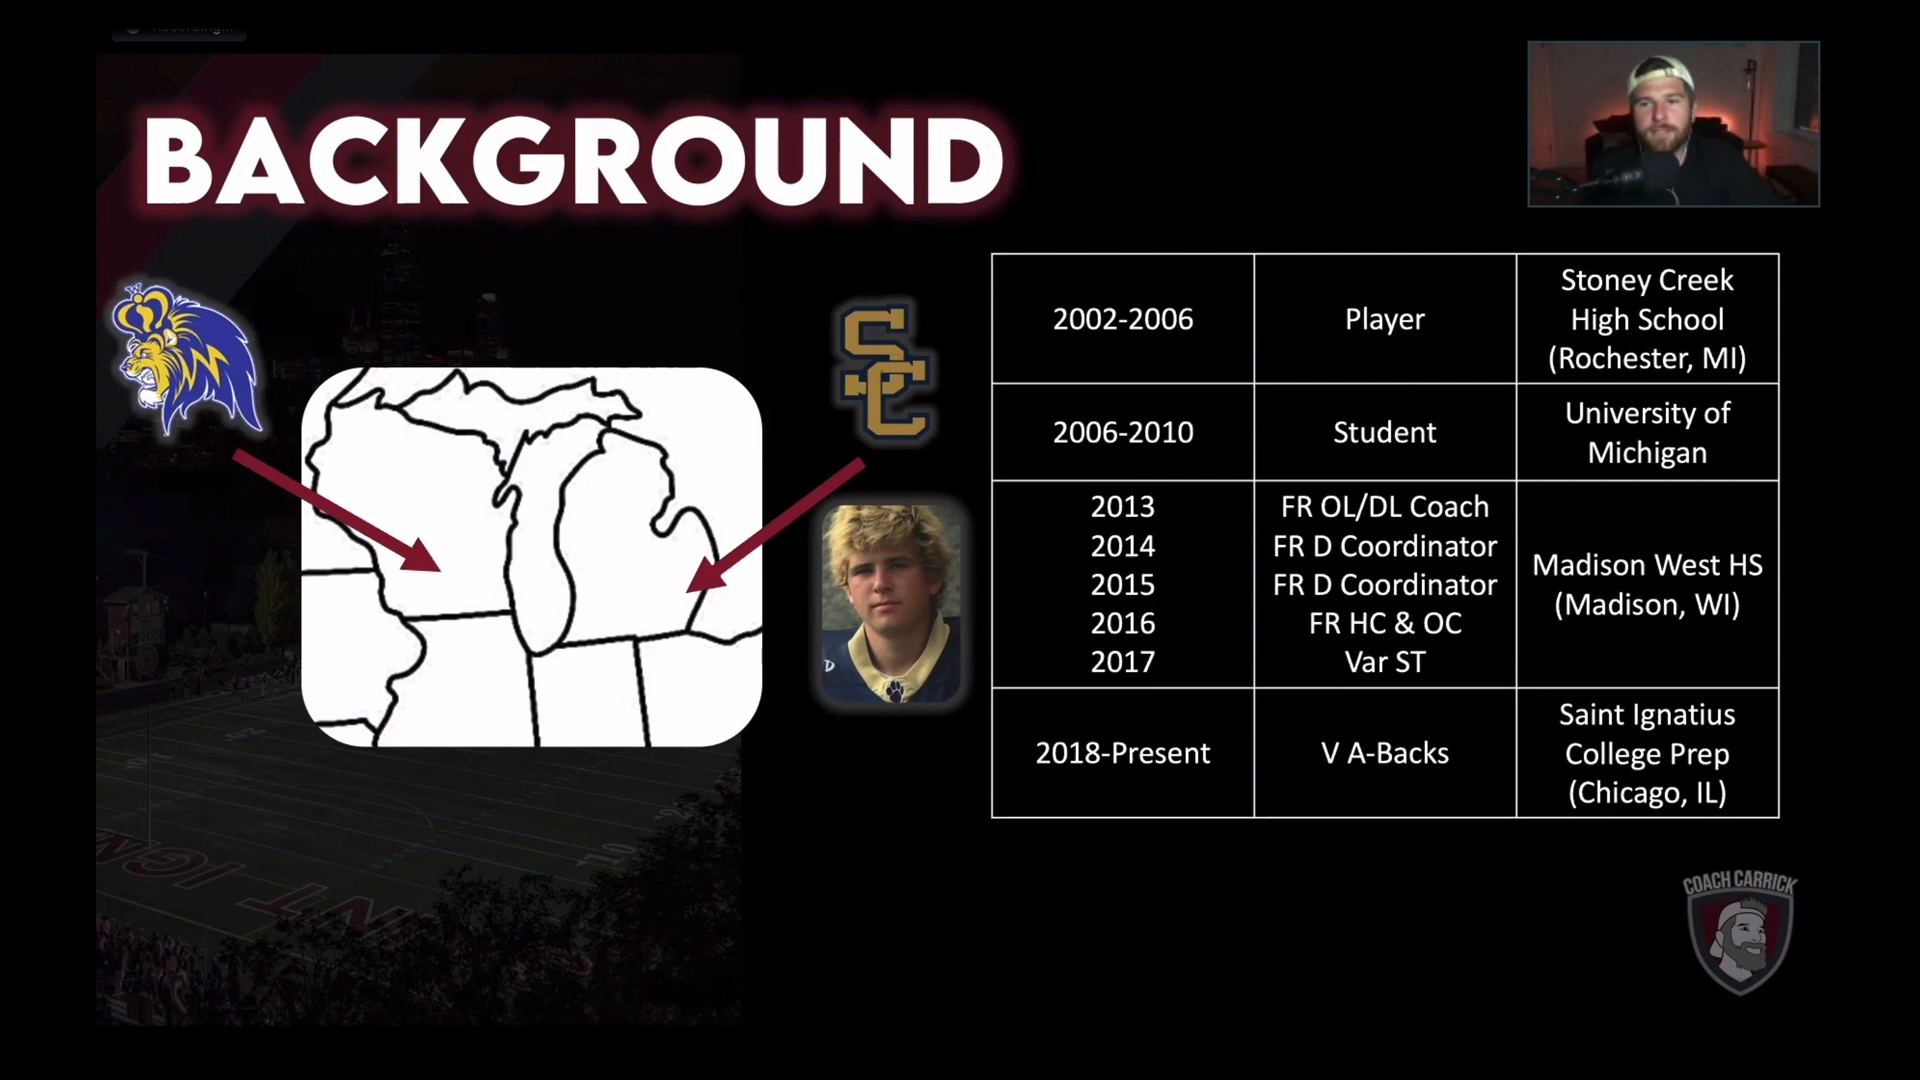 Recording...
BACKGROUND
W
SC
D
2002-2006
Player
Stoney Creek
High School
(Rochester, MI)
2006-2010
Student
University of
Michigan
2013
2014
2015
2016
2017
FR OL/DL Coach
FR D Coordinator
FR D Coordinator
FR HC & OC
Var ST
Madison West HS
(Madison, WI)
2018-Present
V A-Backs
Saint Ignatius
College Prep
(Chicago, IL)
COACH CARRICK